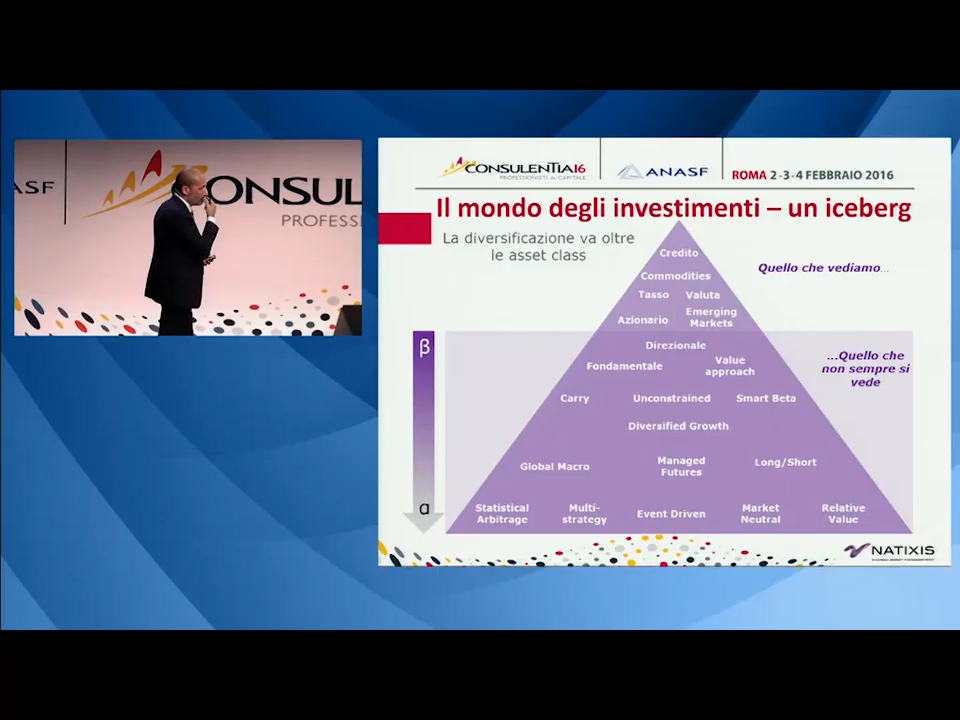 ASF
ONSUL
PROFESS
CONSULENTIA16
PROFESSIONISTI DI CAPITALE
ANASF
ROMA 2-3-4 FEBBRAIO 2016
Il mondo degli investimenti – un iceberg
La diversificazione va oltre
le asset class
Quello che vediamo...
Credito
Commodities
Tasso Valuta
Azionario Emerging
Markets
β
Direzionale
Fondamentale Value
approach
...Quello che
non sempre si
vede
Carry Unconstrained Smart Beta
Diversified Growth
Global Macro Managed
Futures Long/Short
α
Statistical
Arbitrage
Multi-
strategy
Event Driven
Market
Neutral
Relative
Value
NATIXIS